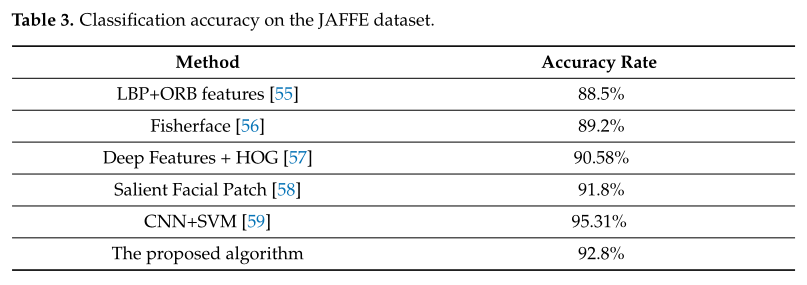 Table 3. Classification accuracy on the JAFFE dataset.
Method Accuracy Rate
LBP+ORB features [55] 88.5%
Fisherface [56] 89.2%
Deep Features + HOG [57] 90.58%
Salient Facial Patch [58] 91.8%
CNN+SVM [59] 95.31%
The proposed algorithm 92.8%